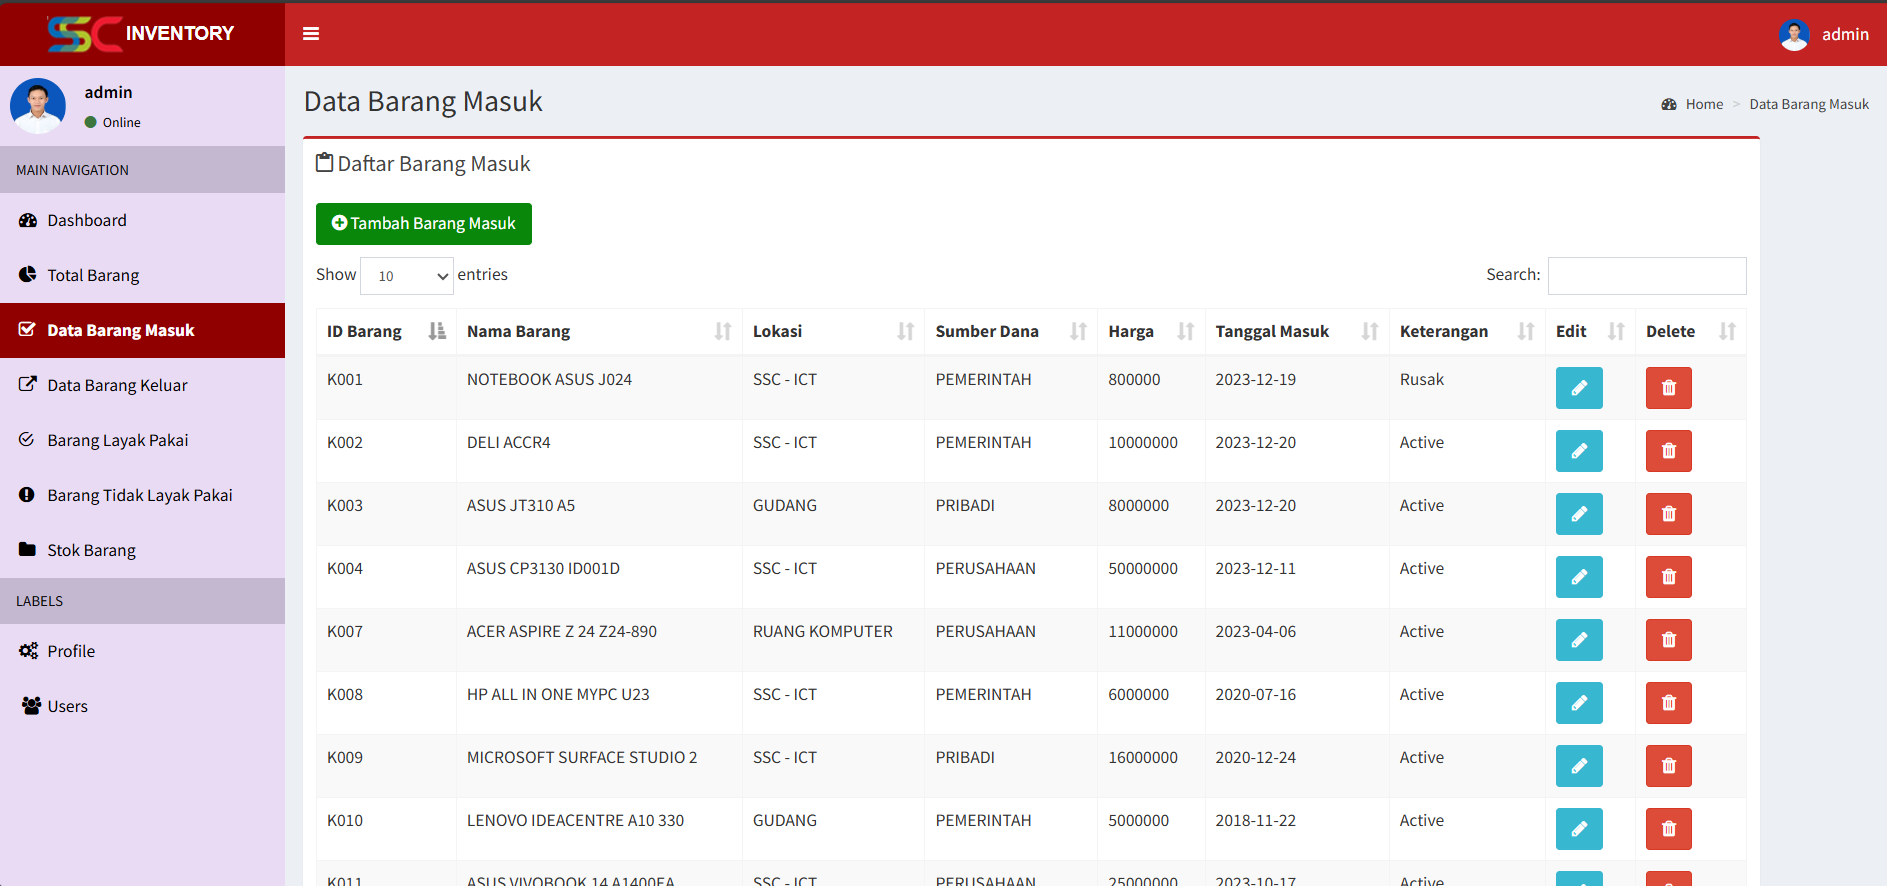 SSC INVENTORY
admin
admin
Online
MAIN NAVIGATION
Dashboard
Total Barang
Data Barang Masuk
Data Barang Keluar
Barang Layak Pakai
Barang Tidak Layak Pakai
Stok Barang
LABELS
Profile
Users
Data Barang Masuk
Home > Data Barang Masuk
Daftar Barang Masuk
Tambah Barang Masuk
Show 10 entries
Search:
ID Barang Nama Barang Lokasi Sumber Dana Harga Tanggal Masuk Keterangan Edit Delete
K001 NOTEBOOK ASUS J024 SSC - ICT PEMERINTAH 800000 2023-12-19 Rusak
K002 DELI ACCR4 SSC - ICT PEMERINTAH 10000000 2023-12-20 Active
K003 ASUS JT310 A5 GUDANG PRIBADI 8000000 2023-12-20 Active
K004 ASUS CP3130 ID001D SSC - ICT PERUSAHAAN 50000000 2023-12-11 Active
K007 ACER ASPIRE Z 24 Z24-890 RUANG KOMPUTER PERUSAHAAN 11000000 2023-04-06 Active
K008 HP ALL IN ONE MYPC U23 SSC - ICT PEMERINTAH 6000000 2020-07-16 Active
K009 MICROSOFT SURFACE STUDIO 2 SSC - ICT PRIBADI 16000000 2020-12-24 Active
K010 LENOVO IDEACENTRE A10 330 GUDANG PEMERINTAH 5000000 2018-11-22 Active
K011 ASUS VIVOBOOK 14 A1400EA SSC - ICT PERUSAHAAN 25000000 2023-10-17 Active